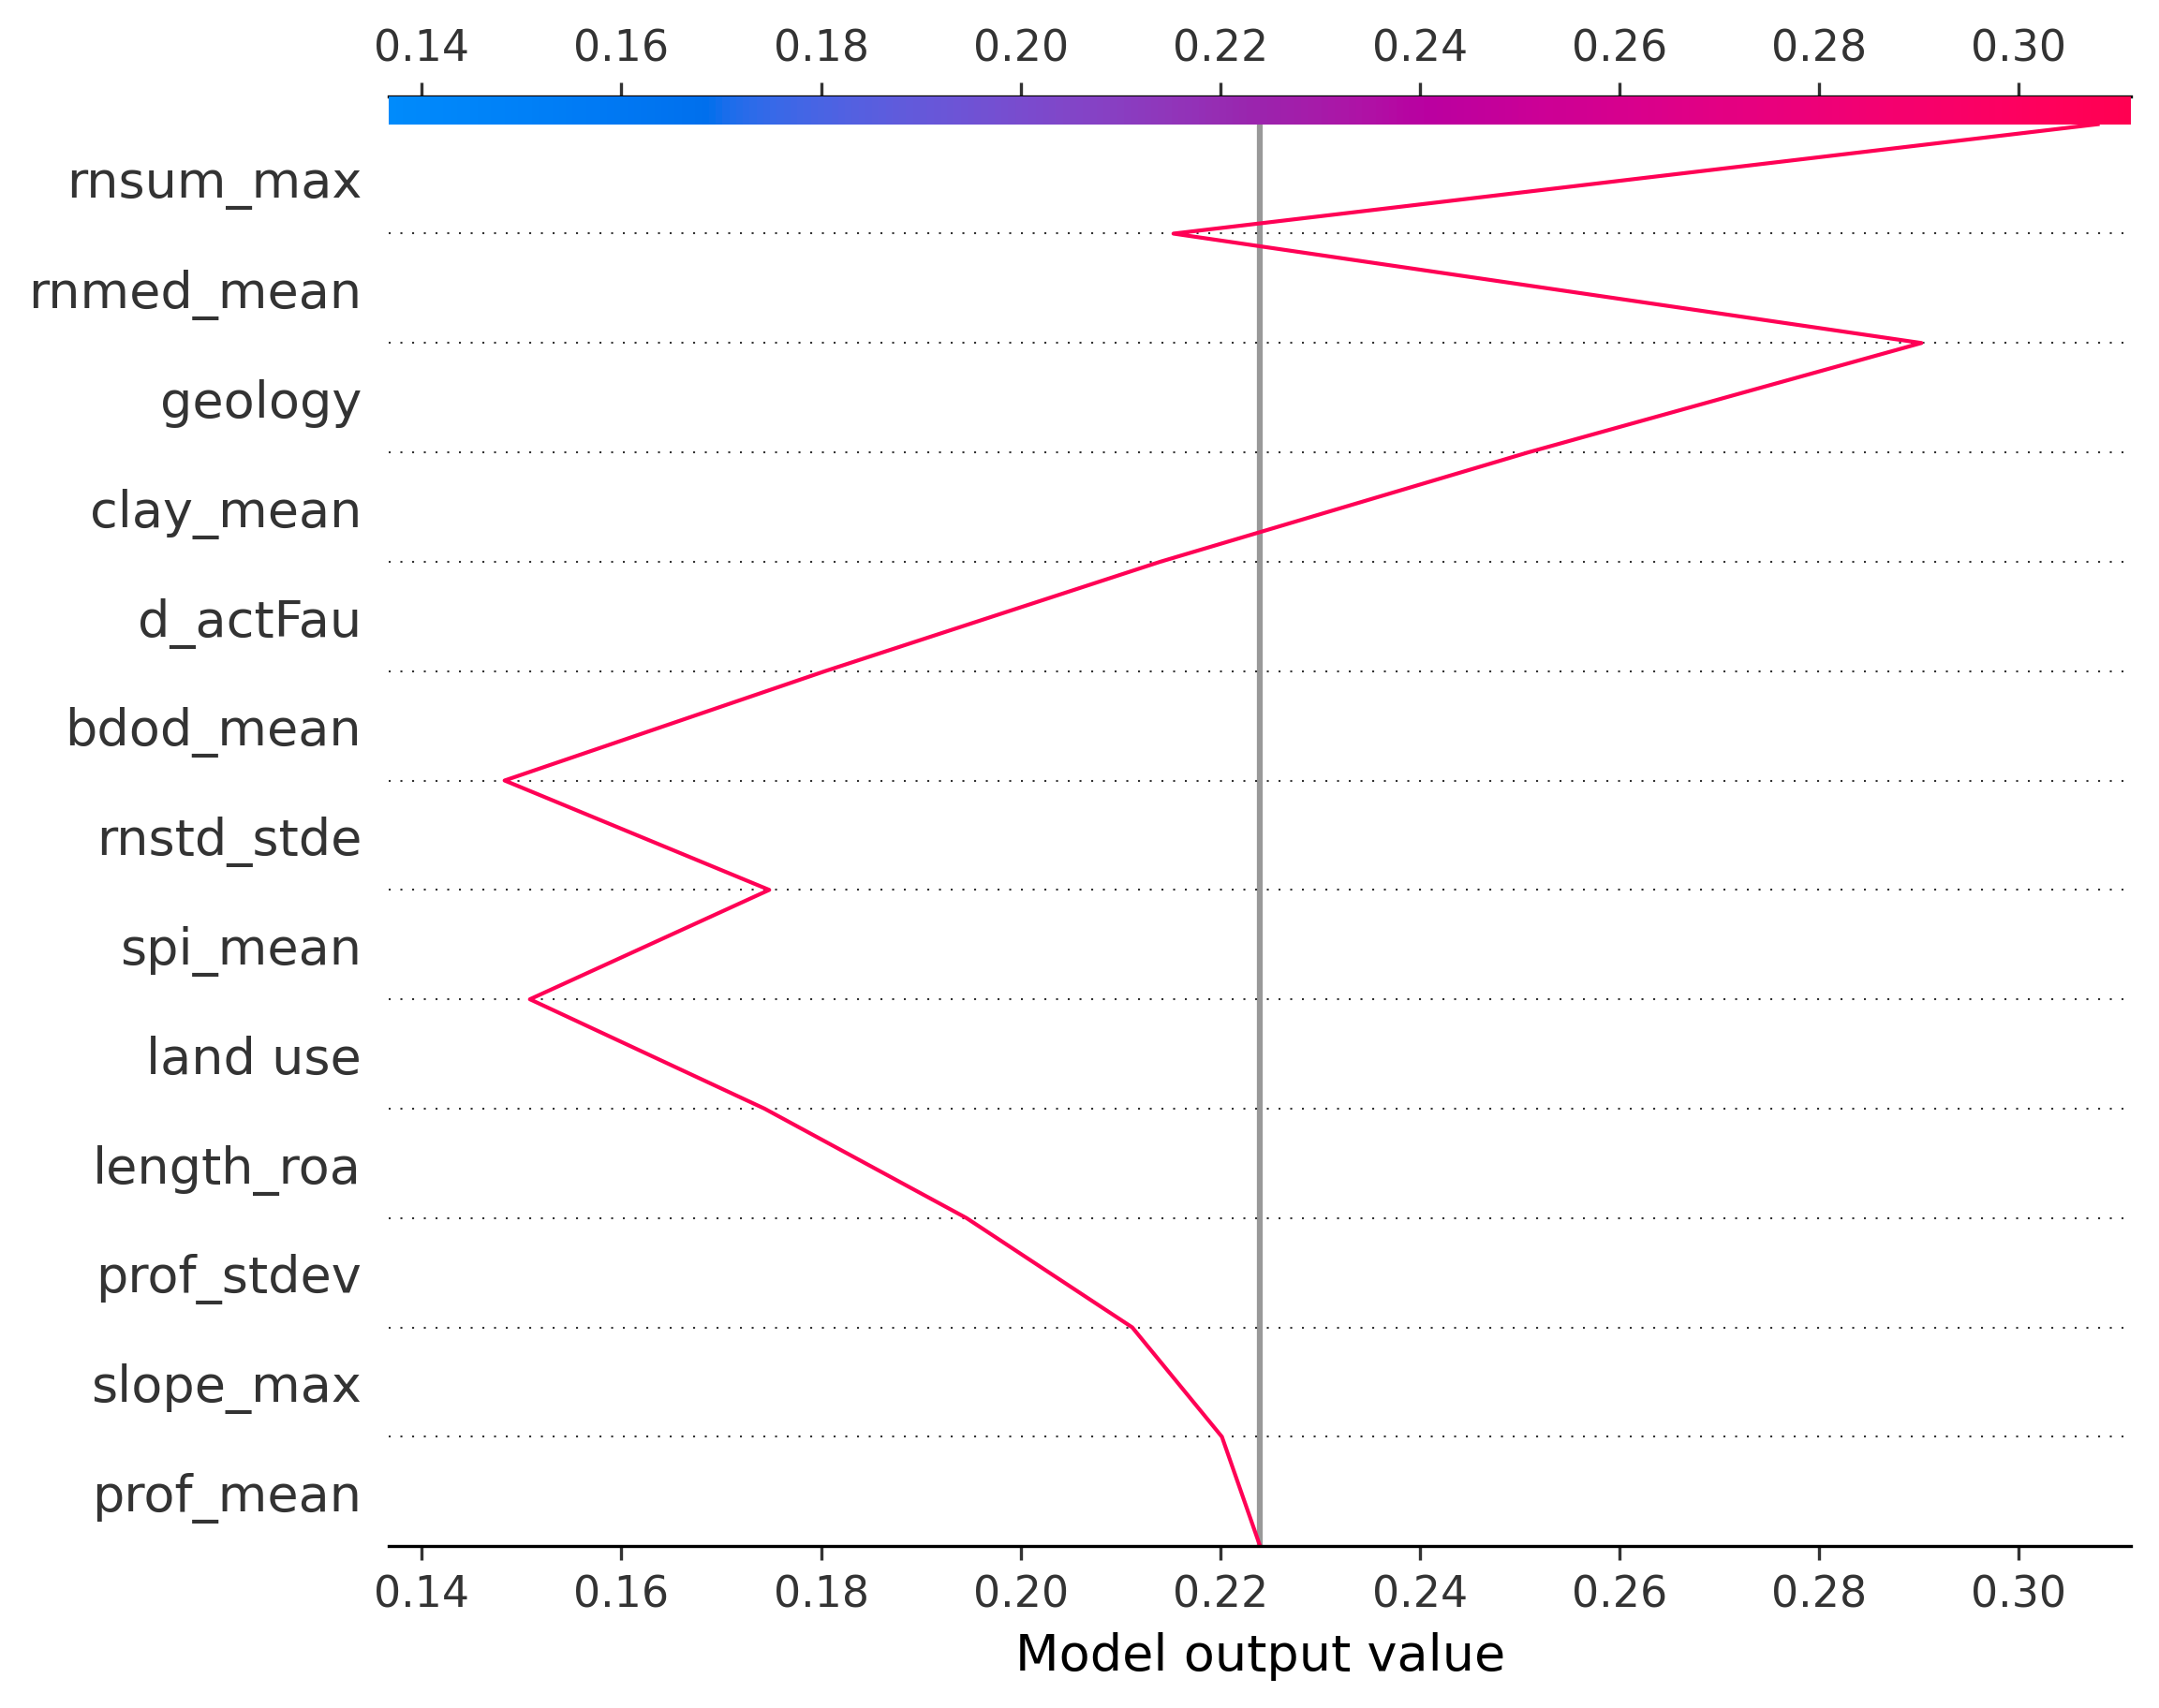 0.14 0.16 0.18 0.20 0.22 0.24 0.26 0.28 0.30
rnsum_max
rnmed_mean
geology
clay_mean
d_actFau
bdod_mean
rnstd_stde
spi_mean
land use
length_roa
prof_stdev
slope_max
prof_mean
0.14 0.16 0.18 0.20 0.22 0.24 0.26 0.28 0.30
Model output value